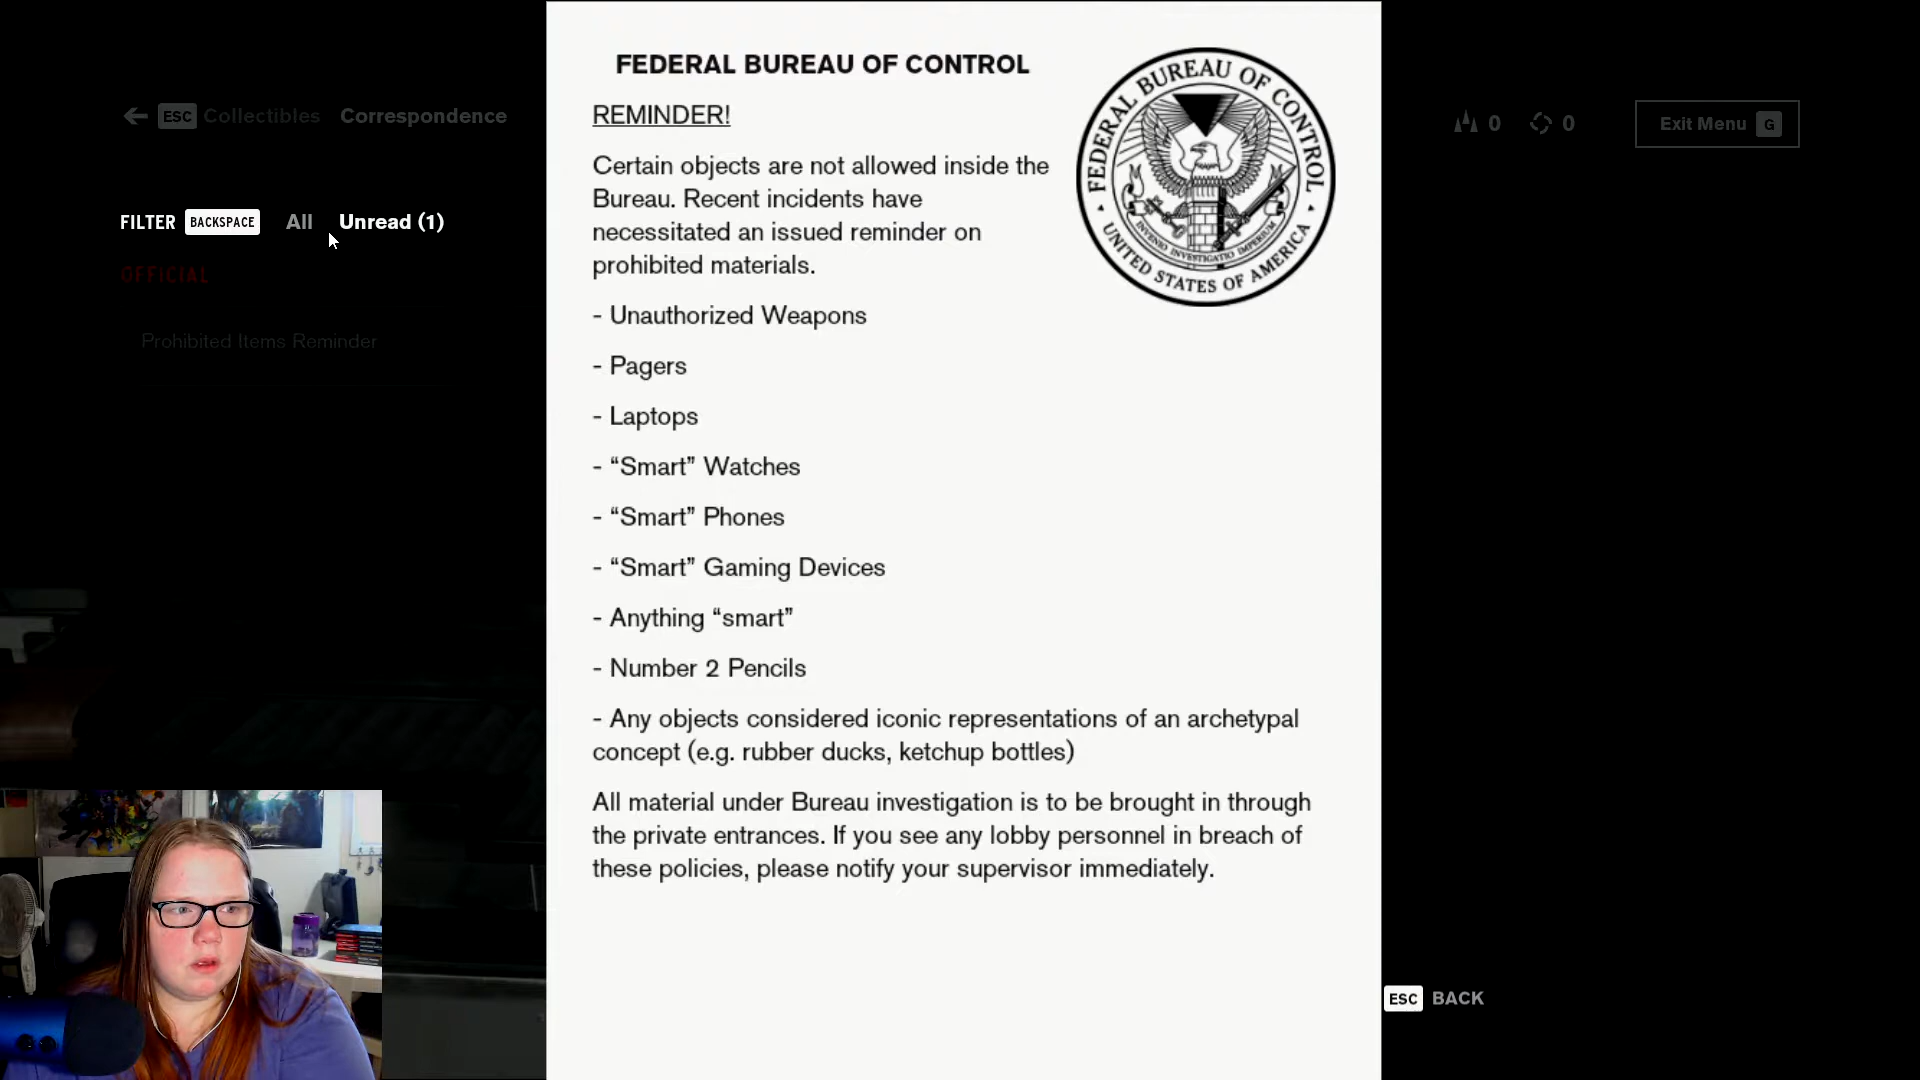 FEDERAL BUREAU OF CONTROL
REMINDER!
Certain objects are not allowed inside the
Bureau. Recent incidents have
necessitated an issued reminder on
prohibited materials.
- Unauthorized Weapons
- Pagers
- Laptops
- “Smart” Watches
- “Smart” Phones
- “Smart” Gaming Devices
- Anything “smart”
- Number 2 Pencils
- Any objects considered iconic representations of an archetypal
concept (e.g. rubber ducks, ketchup bottles)
All material under Bureau investigation is to be brought in through
the private entrances. If you see any lobby personnel in breach of
these policies, please notify your supervisor immediately.
FEDERAL BUREAU OF CONTROL
INVENIO INVESTIGATIO IMPERIUM
UNITED STATES OF AMERICA
ESC Collectibles Correspondence
FILTER BACKSPACE All Unread (1)
OFFICIAL
Prohibited Items Reminder
0 0 Exit Menu G
ESC BACK